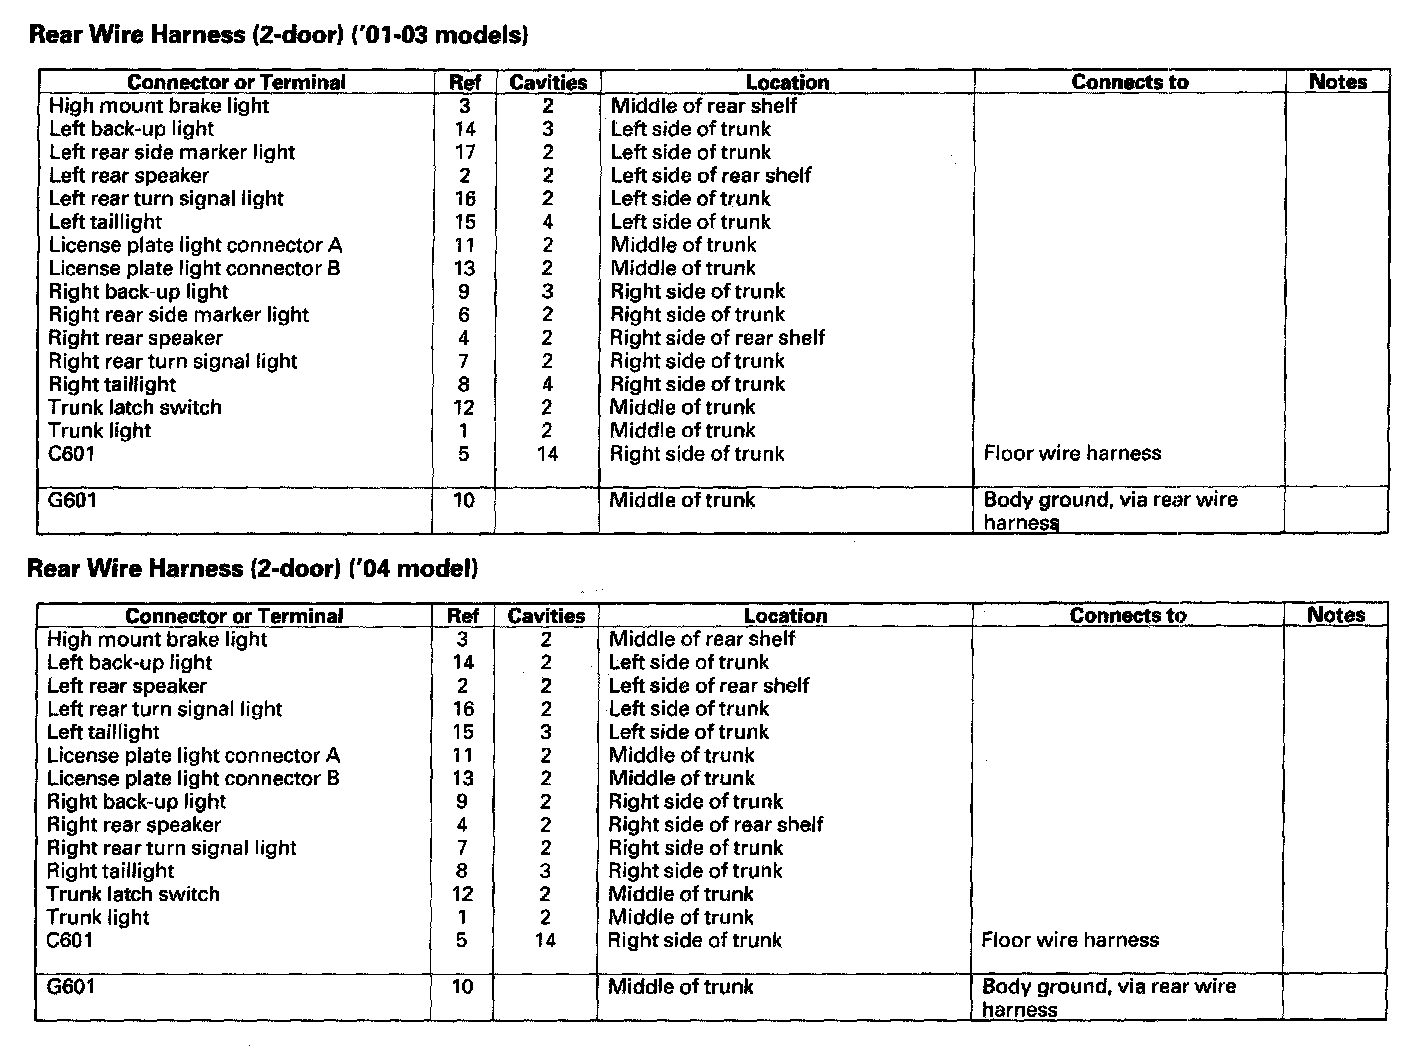 Rear Wire Harness (2-door) ('01-03 models)
Connector or Terminal Ref Cavities Location Connects to Notes
High mount brake light 3 2 Middle of rear shelf
Left back-up light 14 3 Left side of trunk
Left rear side marker light 17 2 Left side of trunk
Left rear speaker 2 2 Left side of rear shelf
Left rear turn signal light 16 2 Left side of trunk
Left taillight 15 4 Left side of trunk
License plate light connector A 11 2 Middle of trunk
License plate light connector B 13 2 Middle of trunk
Right back-up light 9 3 Right side of trunk
Right rear side marker light 6 2 Right side of trunk
Right rear speaker 4 2 Right side of rear shelf
Right rear turn signal light 7 2 Right side of trunk
Right taillight 8 4 Right side of trunk
Trunk latch switch 12 2 Middle of trunk
Trunk light 1 2 Middle of trunk
C601 5 14 Right side of trunk Floor wire harness
G601 10 Middle of trunk Body ground, via rear wire
harness
Rear Wire Harness (2-door) ('04 model)
Connector or Terminal Ref Cavities Location Connects to Notes
High mount brake light 3 2 Middle of rear shelf
Left back-up light 14 2 Left side of trunk
Left rear speaker 2 2 Left side of rear shelf
Left rear turn signal light 16 2 Left side of trunk
Left taillight 15 3 Left side of trunk
License plate light connector A 11 2 Middle of trunk
License plate light connector B 13 2 Middle of trunk
Right back-up light 9 2 Right side of trunk
Right rear speaker 4 2 Right side of rear shelf
Right rear turn signal light 7 2 Right side of trunk
Right taillight 8 3 Right side of trunk
Trunk latch switch 12 2 Middle of trunk
Trunk light 1 2 Middle of trunk
C601 5 14 Right side of trunk Floor wire harness
G601 10 Middle of trunk Body ground, via rear wire
harness